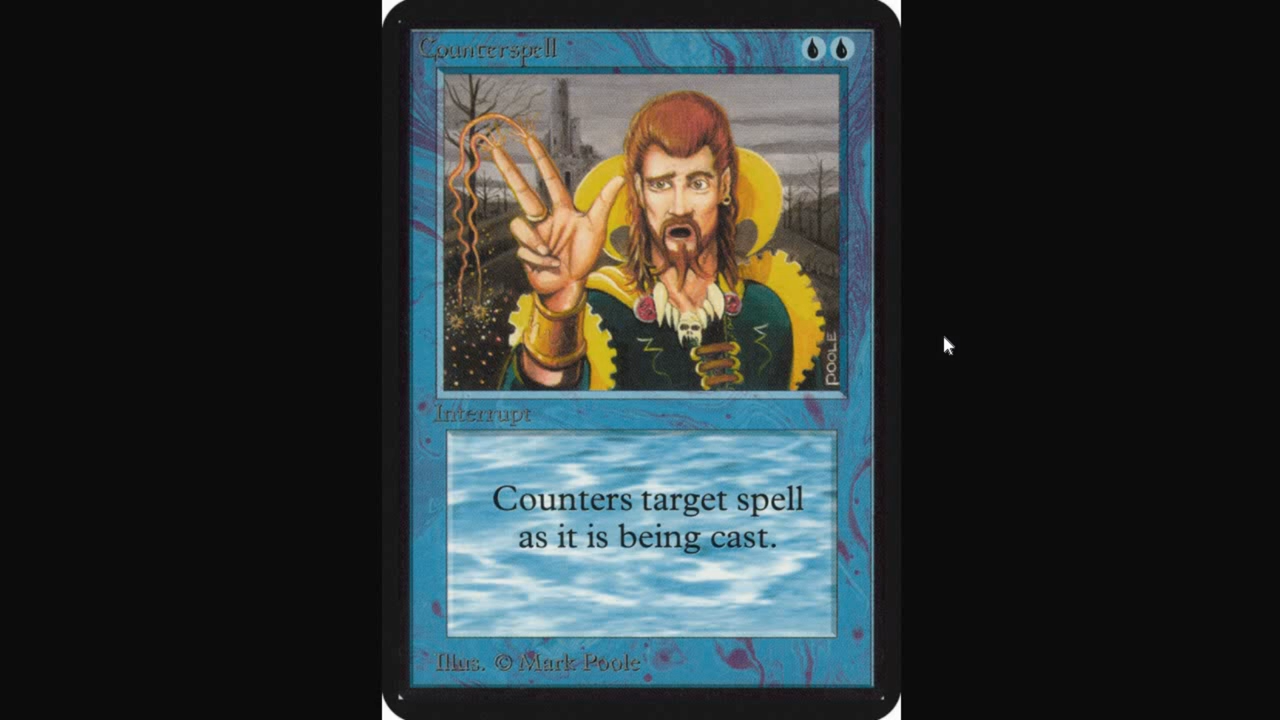 Counterspell
POOLE
Interrupt
Counters target spell
as it is being cast.
Illus. © Mark Poole